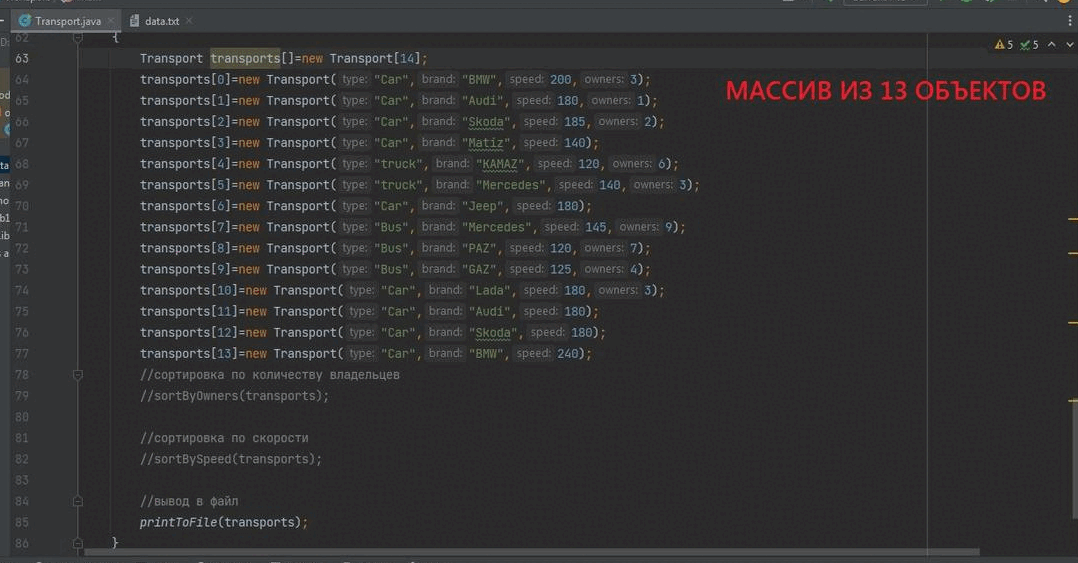 Transport.java data.txt
62 {
63 Transport transports[]=new Transport[14];
5 5
64 transports[0]=new Transport( type: "Car", brand: "BMW", speed: 200, owners: 3);
65 transports[1]=new Transport( type: "Car", brand: "Audi", speed: 180, owners: 1);
МАССИВ ИЗ 13 ОБЪЕКТОВ
66 transports[2]=new Transport( type: "Car", brand: "Skoda", speed: 185, owners: 2);
67 transports[3]=new Transport( type: "Car", brand: "Matiz", speed: 140);
68 transports[4]=new Transport( type: "truck", brand: "KAMAZ", speed: 120, owners: 6);
69 transports[5]=new Transport( type: "truck", brand: "Mercedes", speed: 140, owners: 3);
70 transports[6]=new Transport( type: "Car", brand: "Jeep", speed: 180);
71 transports[7]=new Transport( type: "Bus", brand: "Mercedes", speed: 145, owners: 9);
72 transports[8]=new Transport( type: "Bus", brand: "PAZ", speed: 120, owners: 7);
73 transports[9]=new Transport( type: "Bus", brand: "GAZ", speed: 125, owners: 4);
74 transports[10]=new Transport( type: "Car", brand: "Lada", speed: 180, owners: 3);
75 transports[11]=new Transport( type: "Car", brand: "Audi", speed: 180);
76 transports[12]=new Transport( type: "Car", brand: "Skoda", speed: 180);
77 transports[13]=new Transport( type: "Car", brand: "BMW", speed: 240);
78 //сортировка по количеству владельцев
79 //sortByOwners(transports);
80
81 //сортировка по скорости
82 //sortBySpeed(transports);
83
84 //вывод в файл
85 printToFile(transports);
86 }